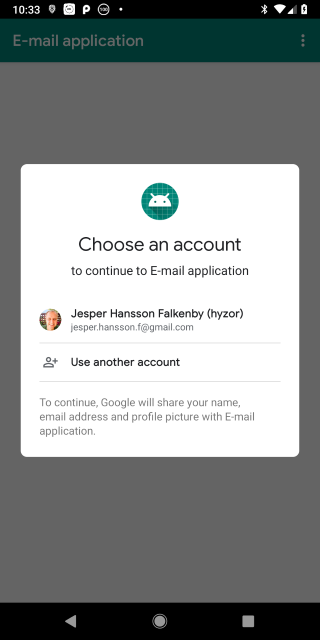 10:33
E-mail application
Choose an account
to continue to E-mail application
Jesper Hansson Falkenby (hyzor)
jesper.hansson.f@gmail.com
Use another account
To continue, Google will share your name,
email address and profile picture with E-mail
application.